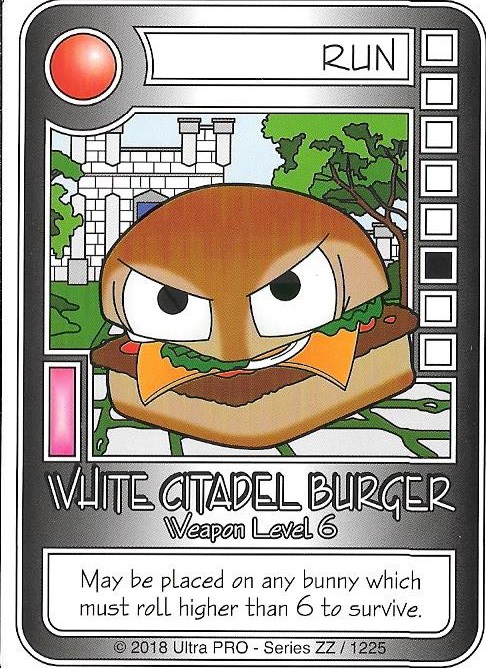 RUN
WHITE CITADEL BURGER
Weapon Level 6
May be placed on any bunny which
must roll higher than 6 to survive.
© 2018 Ultra PRO - Series ZZ / 1225